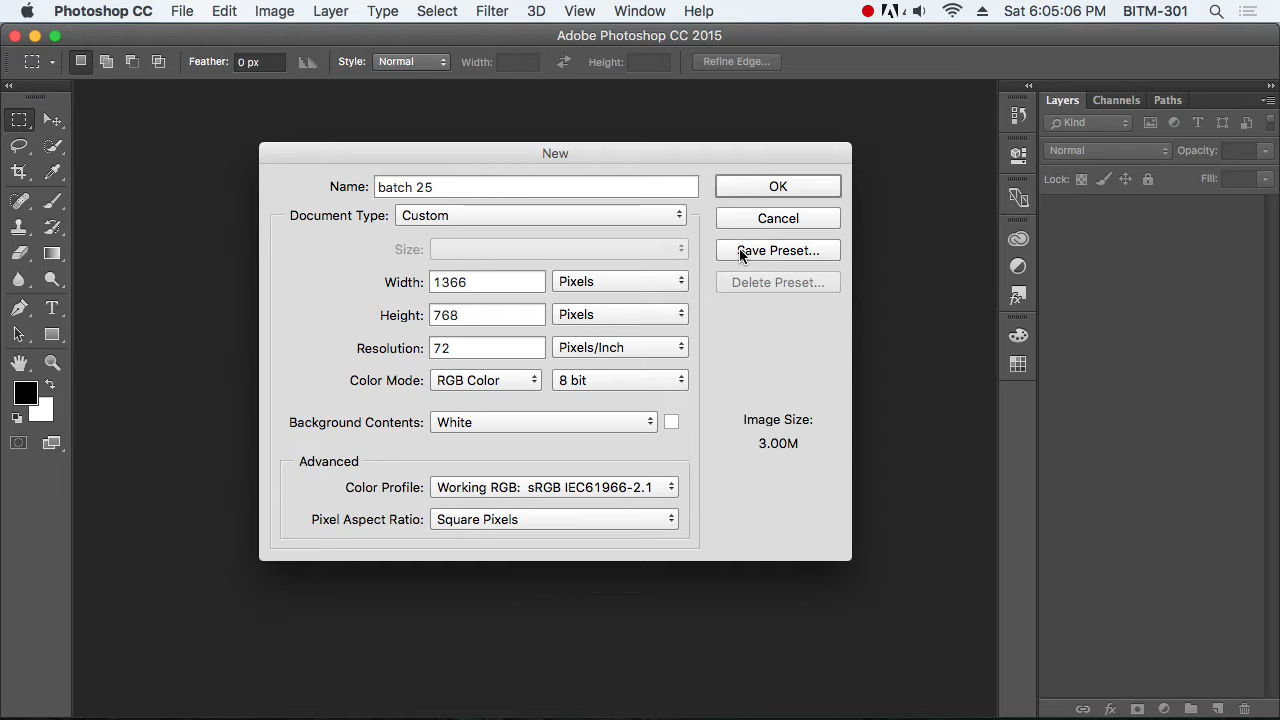 Photoshop CC File Edit Image Layer Type Select Filter 3D View Window Help Sat 6:05:06 PM BITM-301
Adobe Photoshop CC 2015
Feather: 0 px Style: Normal Width: Height: Refine Edge...
Layers Channels Paths
Kind
Normal Opacity:
Lock: Fill:
New
Name: batch 25 OK
Document Type: Custom Cancel
Size: Save Preset...
Width: 1366 Pixels Delete Preset...
Height: 768 Pixels
Resolution: 72 Pixels/Inch
Color Mode: RGB Color 8 bit
Background Contents: White Image Size:
3.00M
Advanced
Color Profile: Working RGB: sRGB IEC61966-2.1
Pixel Aspect Ratio: Square Pixels